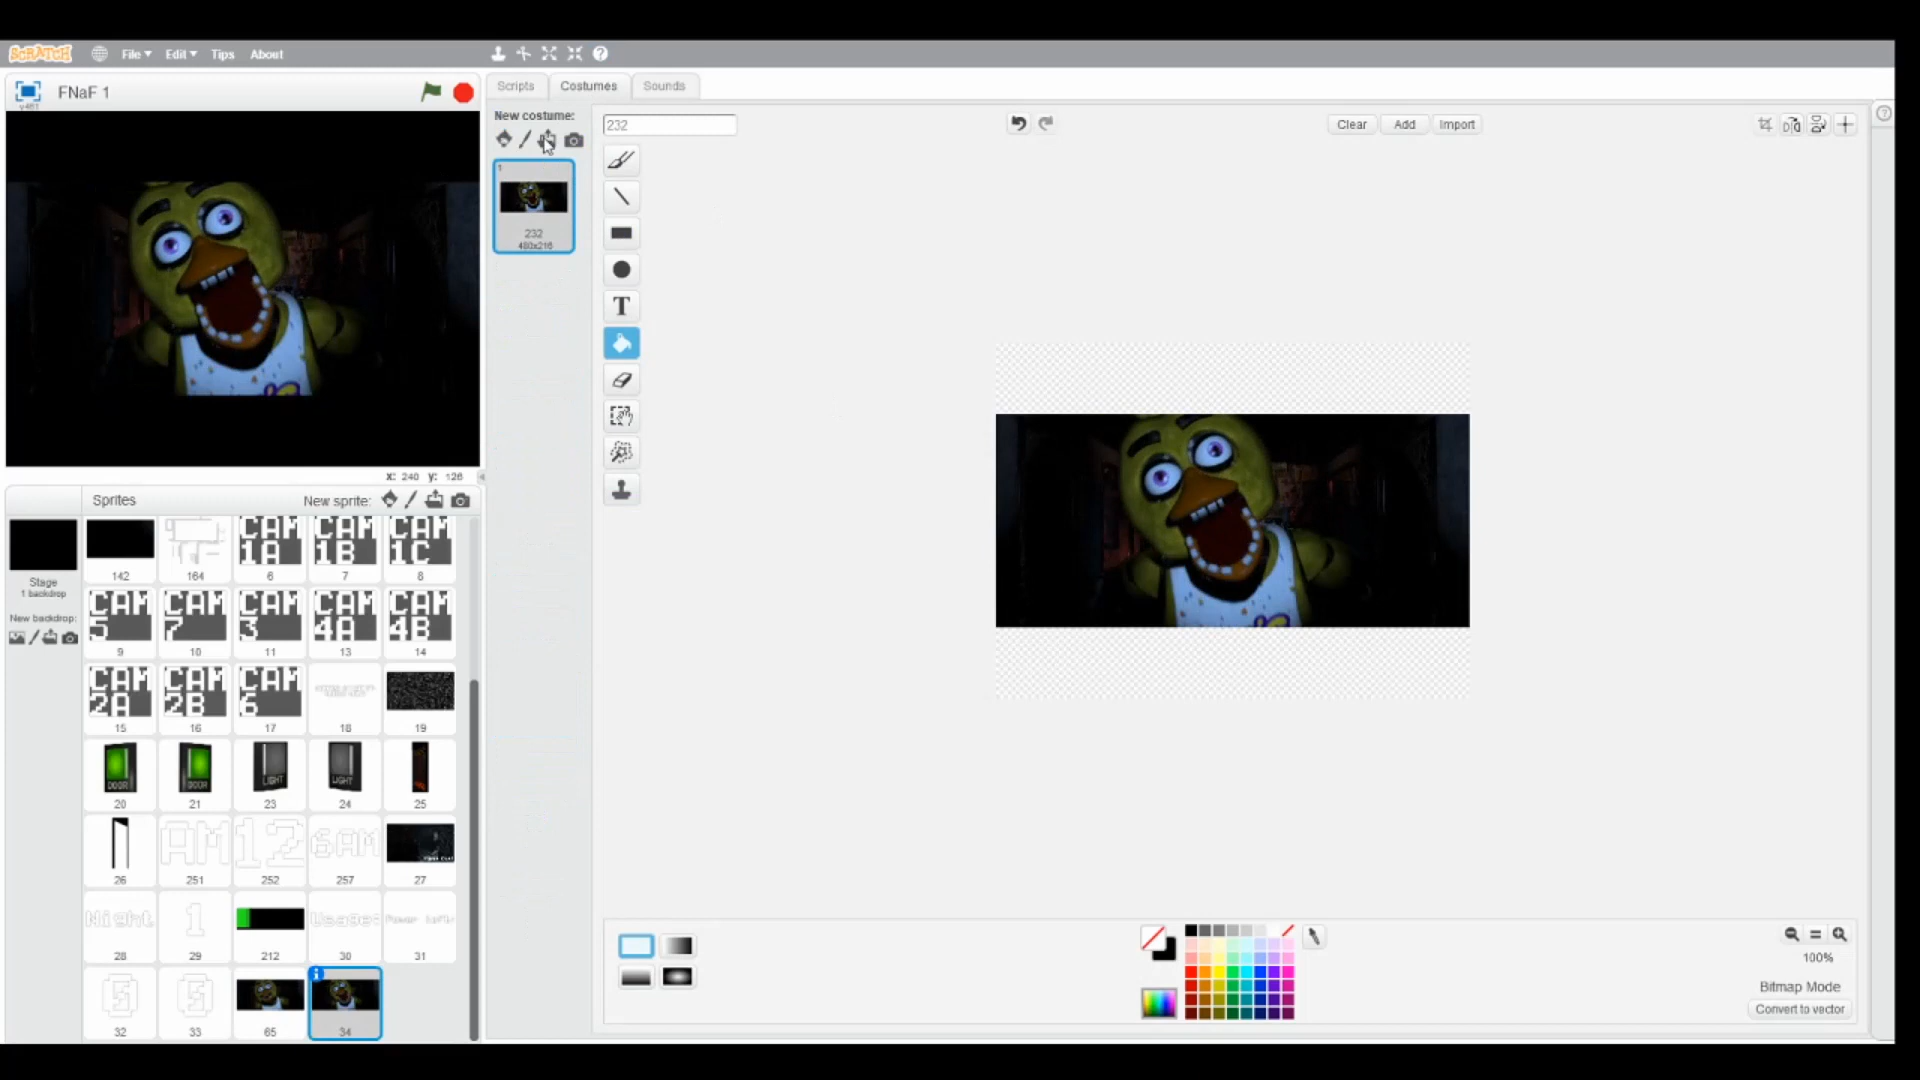 SCRATCH File Edit Tips About
v461 FNaF 1
Scripts Costumes Sounds
New costume:
232
Clear Add Import
1
232
480x216
x: 240 y: 126
Sprites New sprite:
Stage
1 backdrop
New backdrop:
CAM 1A CAM 1B CAM 1C
142 164 6 7 8
CAM 5 CAM 7 CAM 3 CAM 4A CAM 4B
9 10 11 13 14
CAM 2A CAM 2B CAM 6
15 16 17 18 19
DOOR DOOR LIGHT LIGHT
20 21 23 24 25
AM 12 6AM
26 251 252 257 27
Night 1 Usage: Power left:
28 29 212 30 31
32 33 65 34
T
100%
Bitmap Mode
Convert to vector